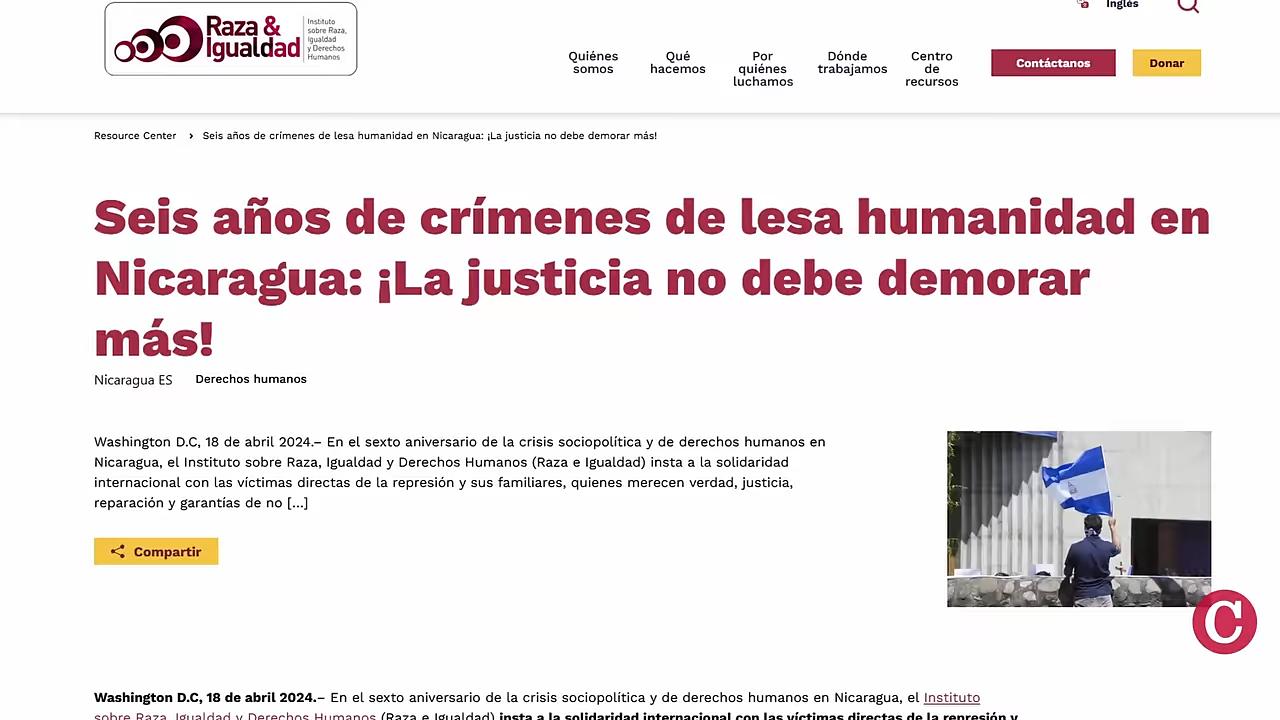 Raza &
Igualdad
Instituto
sobre Raza,
Igualdad
y Derechos
Humanos
Inglés
Quiénes
somos
Qué
hacemos
Por
quiénes
luchamos
Dónde
trabajamos
Centro
de
recursos
Contáctanos
Donar
Resource Center › Seis años de crímenes de lesa humanidad en Nicaragua: ¡La justicia no debe demorar más!
Seis años de crímenes de lesa humanidad en
Nicaragua: ¡La justicia no debe demorar
más!
Nicaragua ES Derechos humanos
Washington D.C, 18 de abril 2024.– En el sexto aniversario de la crisis sociopolítica y de derechos humanos en
Nicaragua, el Instituto sobre Raza, Igualdad y Derechos Humanos (Raza e Igualdad) insta a la solidaridad
internacional con las víctimas directas de la represión y sus familiares, quienes merecen verdad, justicia,
reparación y garantías de no [...]
Compartir
C
Washington D.C, 18 de abril 2024.– En el sexto aniversario de la crisis sociopolítica y de derechos humanos en Nicaragua, el Instituto
sobre Raza, Igualdad y Derechos Humanos (Raza e Igualdad) insta a la solidaridad internacional con las víctimas directas de la represión y